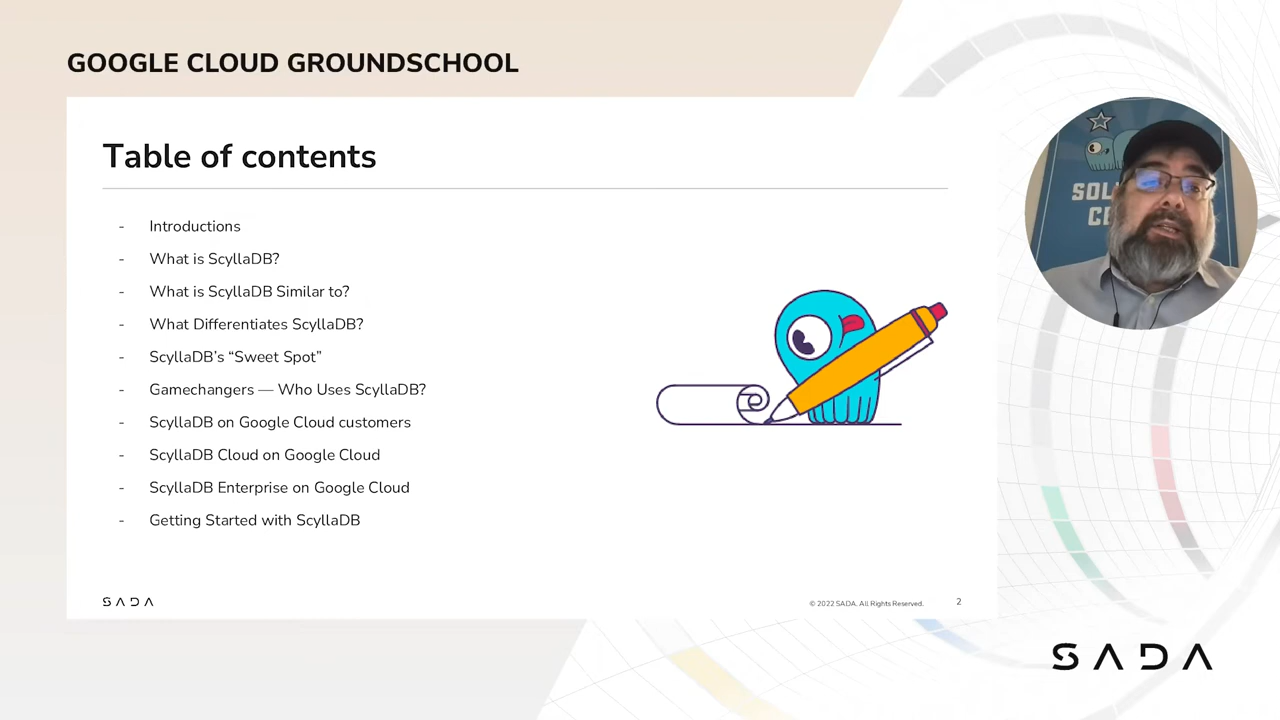 GOOGLE CLOUD GROUNDSCHOOL
Table of contents
- Introductions
- What is ScyllaDB?
- What is ScyllaDB Similar to?
- What Differentiates ScyllaDB?
- ScyllaDB's “Sweet Spot”
- Gamechangers — Who Uses ScyllaDB?
- ScyllaDB on Google Cloud customers
- ScyllaDB Cloud on Google Cloud
- ScyllaDB Enterprise on Google Cloud
- Getting Started with ScyllaDB
SADA
© 2022 SADA. All Rights Reserved.
2
SADA